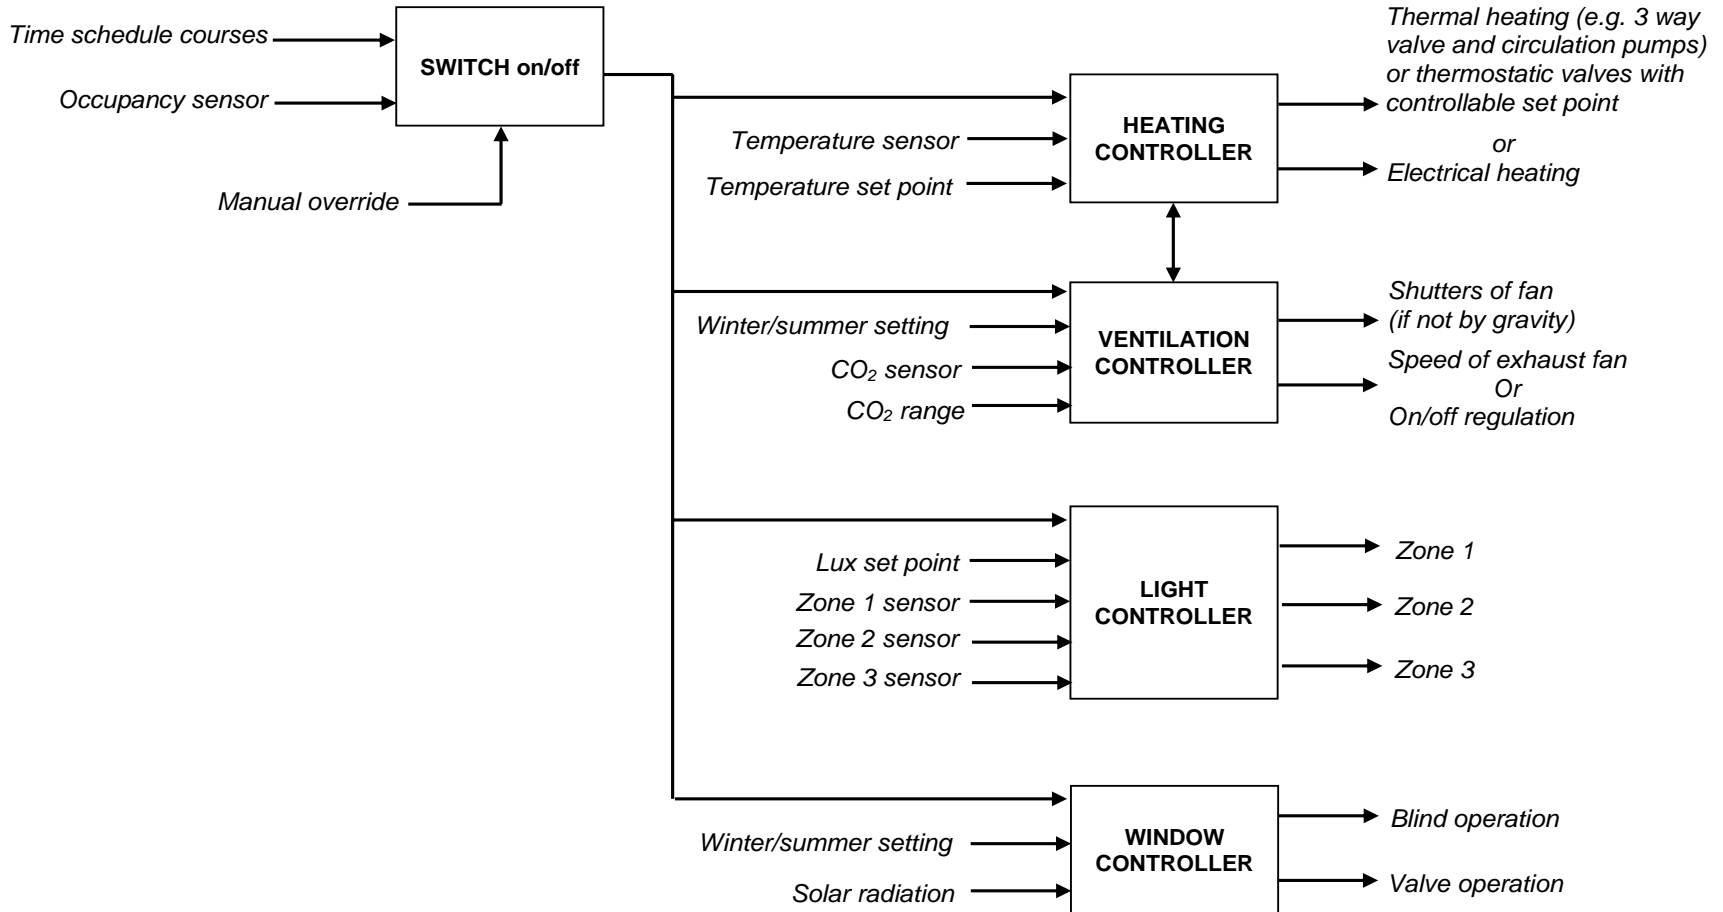 Time schedule courses
Occupancy sensor
Manual override
SWITCH on/off
Temperature sensor
Temperature set point
HEATING
CONTROLLER
Thermal heating (e.g. 3 way
valve and circulation pumps)
or thermostatic valves with
controllable set point
or
Electrical heating
Winter/summer setting
CO₂ sensor
CO₂ range
VENTILATION
CONTROLLER
Shutters of fan
(if not by gravity)
Speed of exhaust fan
Or
On/off regulation
Lux set point
Zone 1 sensor
Zone 2 sensor
Zone 3 sensor
LIGHT
CONTROLLER
Zone 1
Zone 2
Zone 3
Winter/summer setting
Solar radiation
WINDOW
CONTROLLER
Blind operation
Valve operation